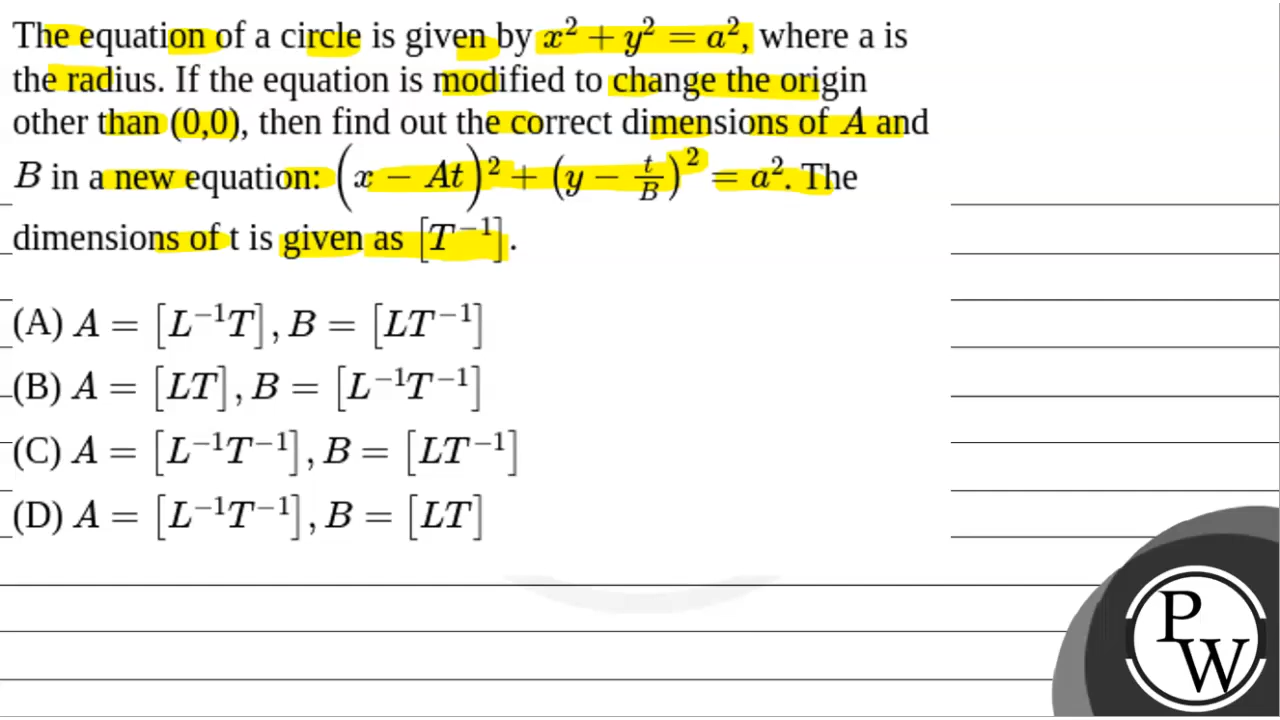 The equation of a circle is given by x² + y² = a², where a is
the radius. If the equation is modified to change the origin
other than (0,0), then find out the correct dimensions of A and
B in a new equation: (x − At)² + (y − t/B)² = a². The
dimensions of t is given as [T⁻¹].
(A) A = [L⁻¹T], B = [LT⁻¹]
(B) A = [LT], B = [L⁻¹T⁻¹]
(C) A = [L⁻¹T⁻¹], B = [LT⁻¹]
(D) A = [L⁻¹T⁻¹], B = [LT]
P
W